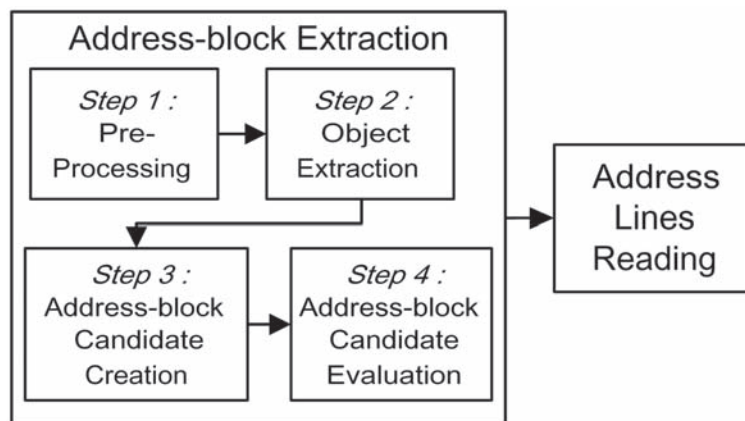 Address-block Extraction
Step 1 :
Pre-
Processing
Step 2 :
Object
Extraction
Step 3 :
Address-block
Candidate
Creation
Step 4 :
Address-block
Candidate
Evaluation
Address
Lines
Reading